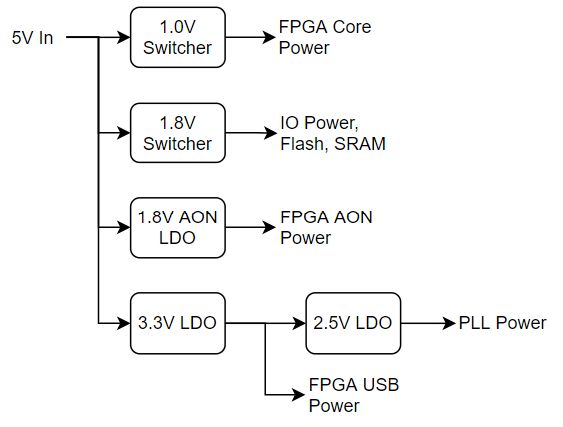 5V In
1.0V
Switcher
FPGA Core
Power
1.8V
Switcher
IO Power,
Flash, SRAM
1.8V AON
LDO
FPGA AON
Power
3.3V LDO
2.5V LDO
PLL Power
FPGA USB
Power